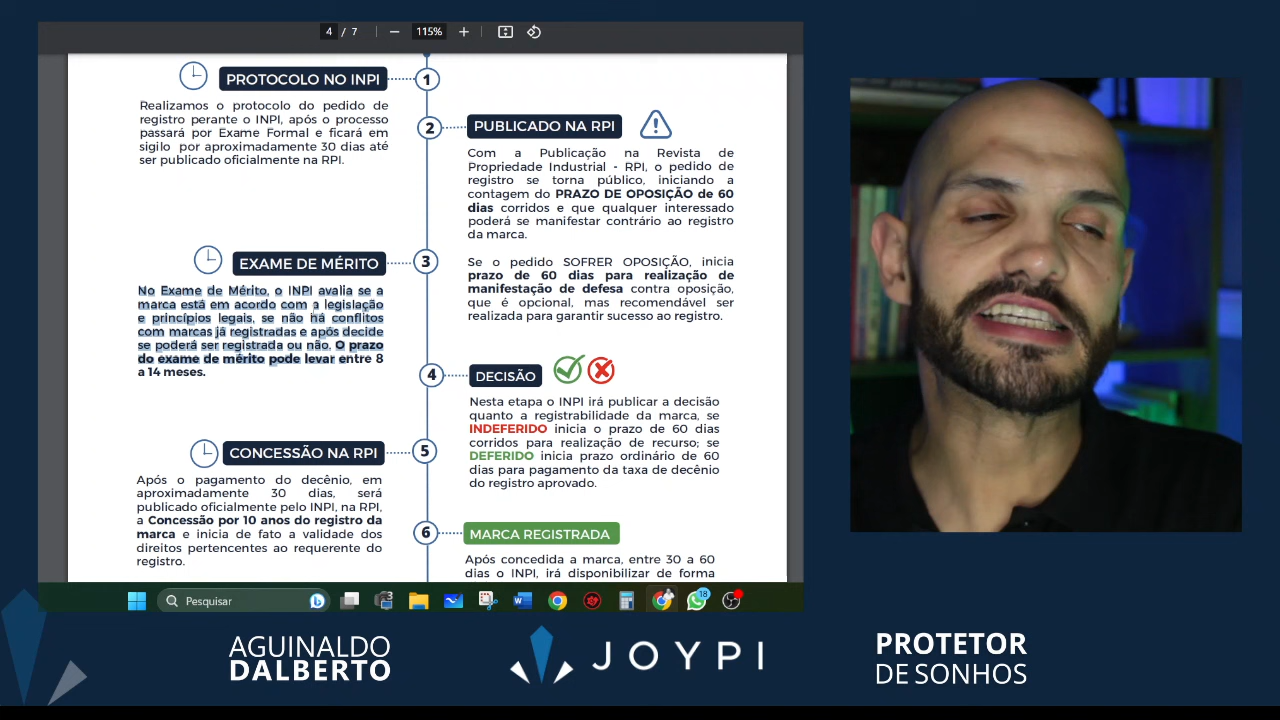 4 / 7
115%
PROTOCOLO NO INPI
1
Realizamos o protocolo do pedido de
registro perante o INPI, após o processo
passará por Exame Formal e ficará em
sigilo por aproximadamente 30 dias até
ser publicado oficialmente na RPI.
2
PUBLICADO NA RPI
Com a Publicação na Revista de
Propriedade Industrial - RPI, o pedido de
registro se torna público, iniciando a
contagem do PRAZO DE OPOSIÇÃO de 60
dias corridos e que qualquer interessado
poderá se manifestar contrário ao registro
da marca.
Se o pedido SOFRER OPOSIÇÃO, inicia
prazo de 60 dias para realização de
manifestação de defesa contra oposição,
que é opcional, mas recomendável ser
realizada para garantir sucesso ao registro.
EXAME DE MÉRITO
3
No Exame de Mérito, o INPI avalia se a
marca está em acordo com a legislação
e princípios legais, se não há conflitos
com marcas já registradas e após decide
se poderá ser registrada ou não. O prazo
do exame de mérito pode levar entre 8
a 14 meses.
4
DECISÃO
Nesta etapa o INPI irá publicar a decisão
quanto a registrabilidade da marca, se
INDEFERIDO inicia o prazo de 60 dias
corridos para realização de recurso; se
DEFERIDO inicia prazo ordinário de 60
dias para pagamento da taxa de decênio
do registro aprovado.
CONCESSÃO NA RPI
5
Após o pagamento do decênio, em
aproximadamente 30 dias, será
publicado oficialmente pelo INPI, na RPI,
a Concessão por 10 anos do registro da
marca e inicia de fato a validade dos
direitos pertencentes ao requerente do
registro.
6
MARCA REGISTRADA
Após concedida a marca, entre 30 a 60
dias o INPI, irá disponibilizar de forma
Pesquisar
18
AGUINALDO
DALBERTO
JOYPI
PROTETOR
DE SONHOS